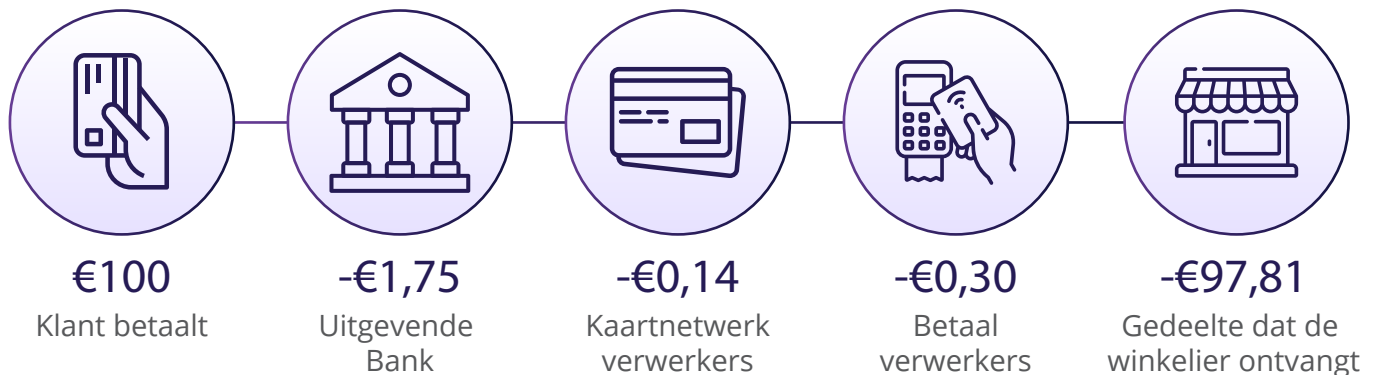 €100
Klant betaalt
-€1,75
Uitgevende
Bank
-€0,14
Kaartnetwerk
verwerkers
-€0,30
Betaal
verwerkers
-€97,81
Gedeelte dat de
winkelier ontvangt